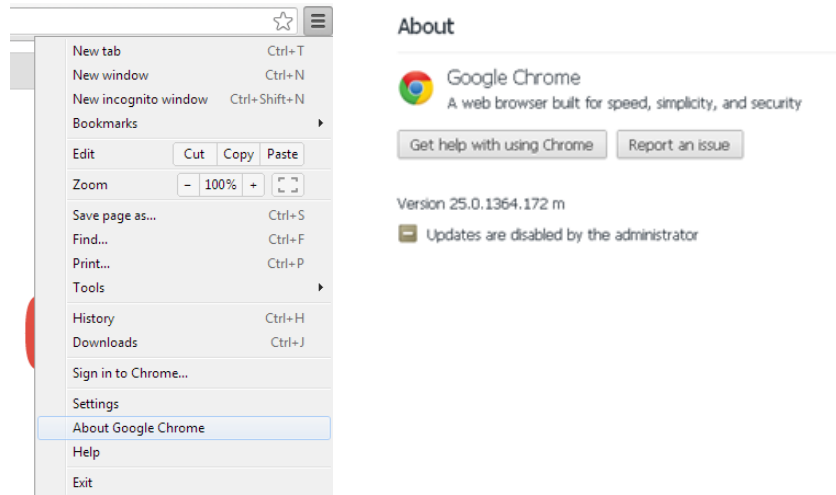 New tab Ctrl+T
New window Ctrl+N
New incognito window Ctrl+Shift+N
Bookmarks
Edit Cut Copy Paste
Zoom - 100% +
Save page as... Ctrl+S
Find... Ctrl+F
Print... Ctrl+P
Tools
History Ctrl+H
Downloads Ctrl+J
Sign in to Chrome...
Settings
About Google Chrome
Help
Exit
About
Google Chrome
A web browser built for speed, simplicity, and security
Get help with using Chrome Report an issue
Version 25.0.1364.172 m
Updates are disabled by the administrator